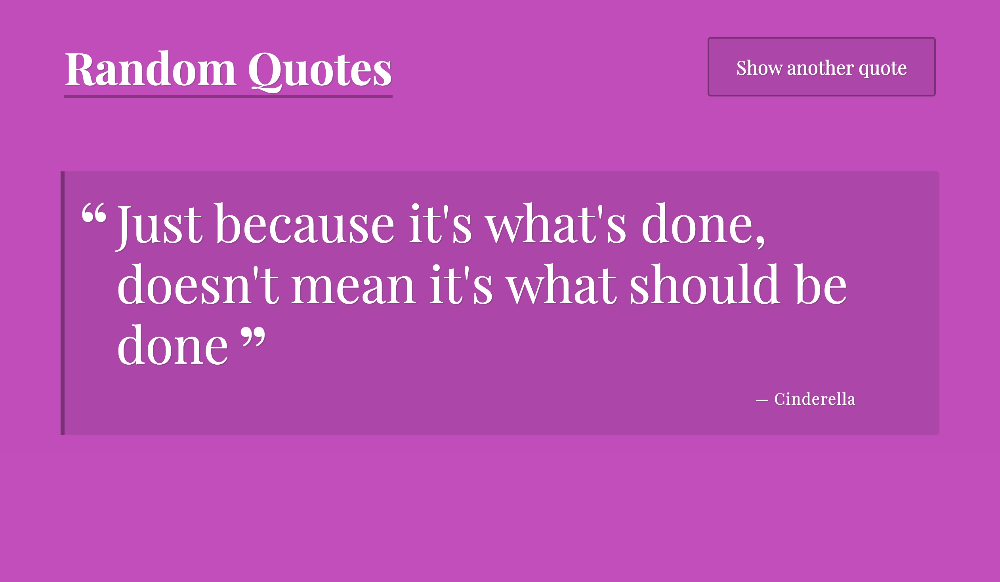 Random Quotes
Show another quote
“ Just because it's what's done,
doesn't mean it's what should be
done ”
— Cinderella